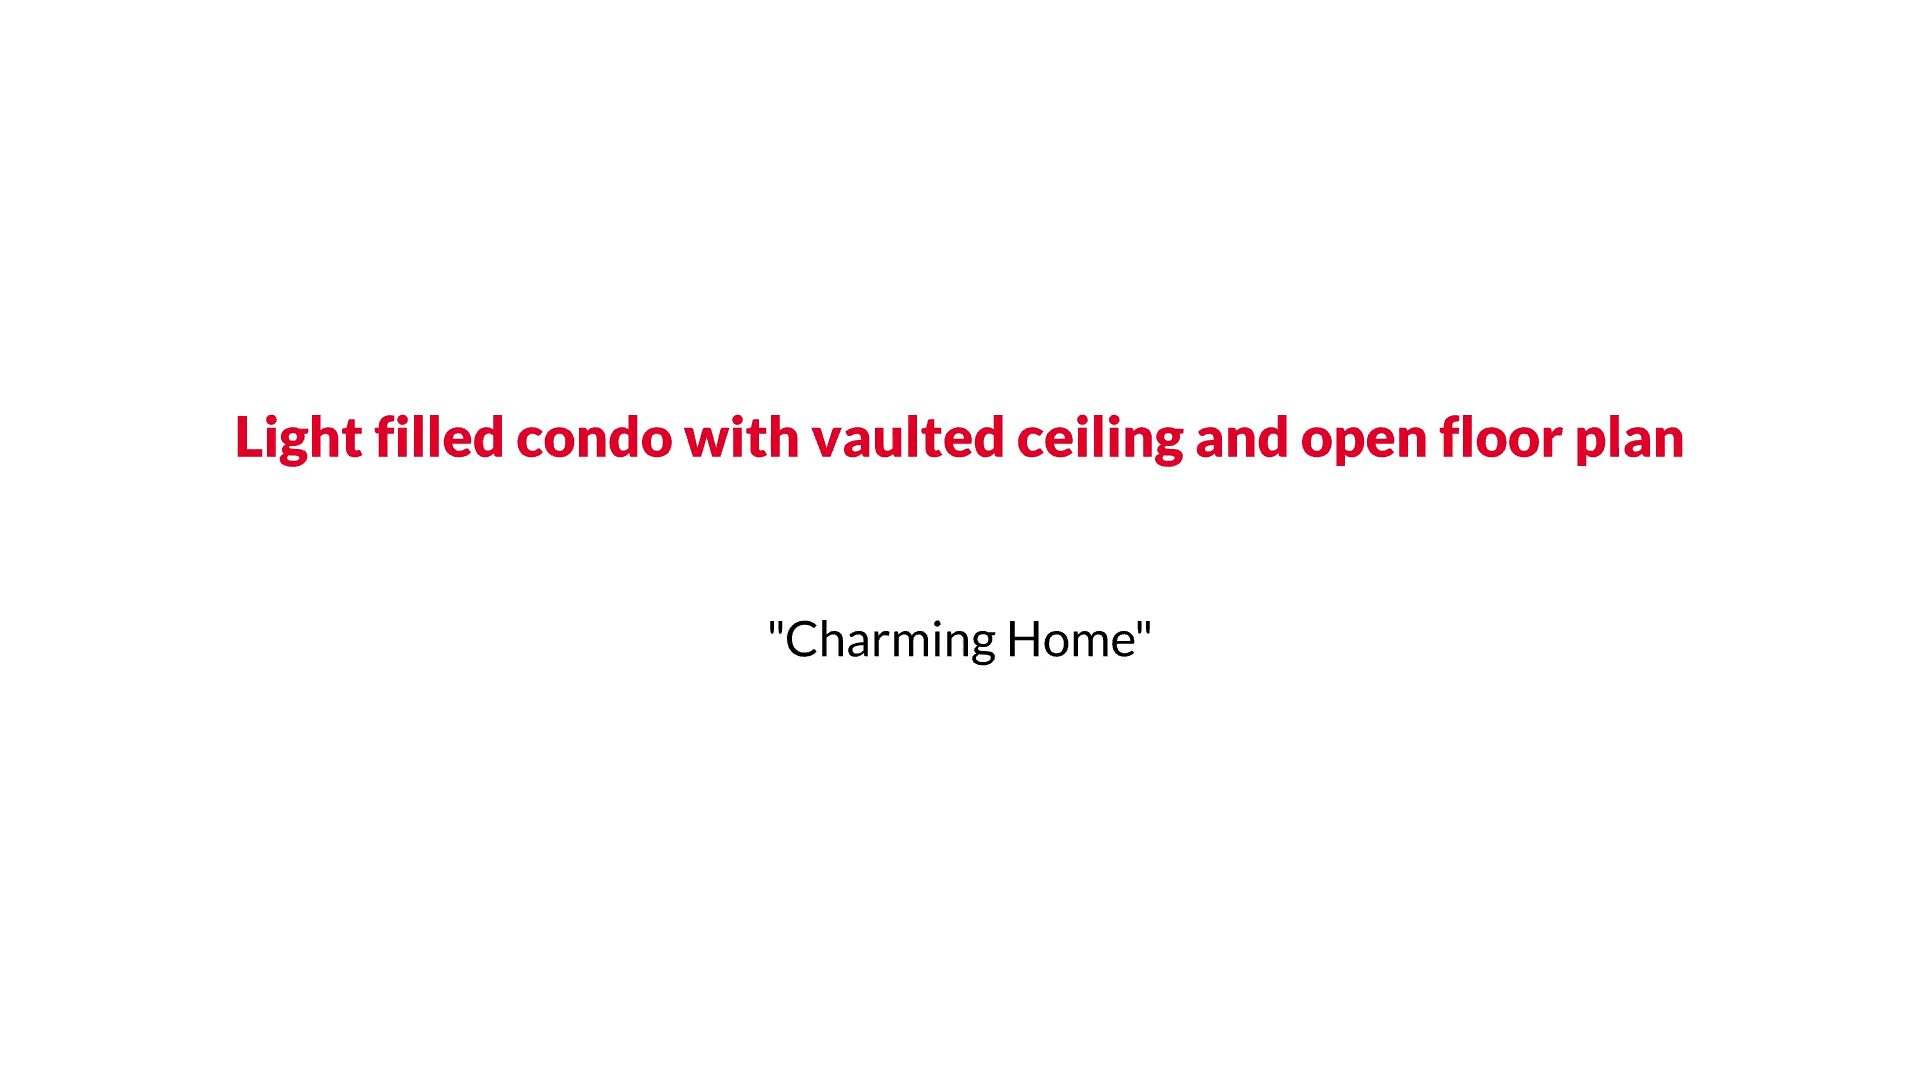 Light filled condo with vaulted ceiling and open floor plan
"Charming Home"